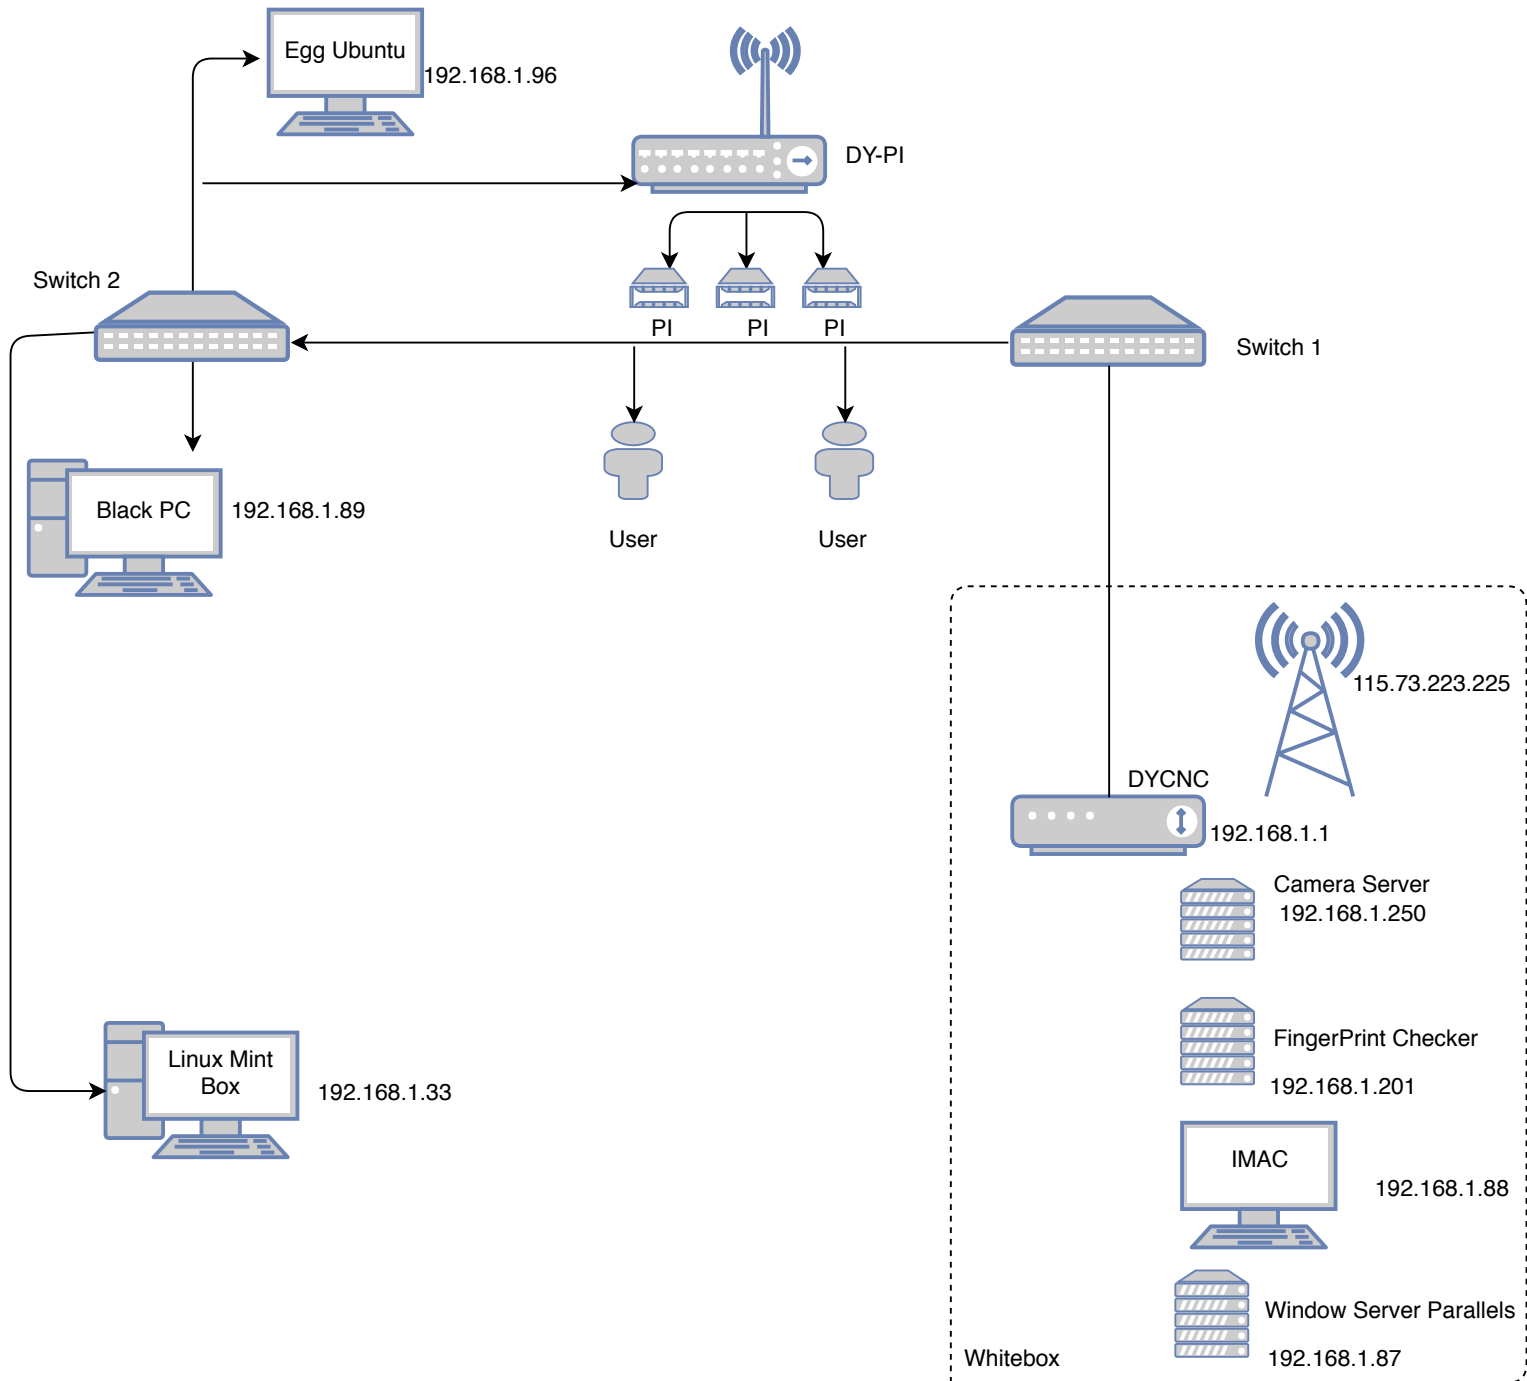 Egg Ubuntu
192.168.1.96
DY-PI
Switch 2
PI
PI
PI
Switch 1
Black PC
192.168.1.89
User
User
115.73.223.225
DYCNC
192.168.1.1
Camera Server
192.168.1.250
FingerPrint Checker
192.168.1.201
Linux Mint
Box
192.168.1.33
IMAC
192.168.1.88
Window Server Parallels
192.168.1.87
Whitebox